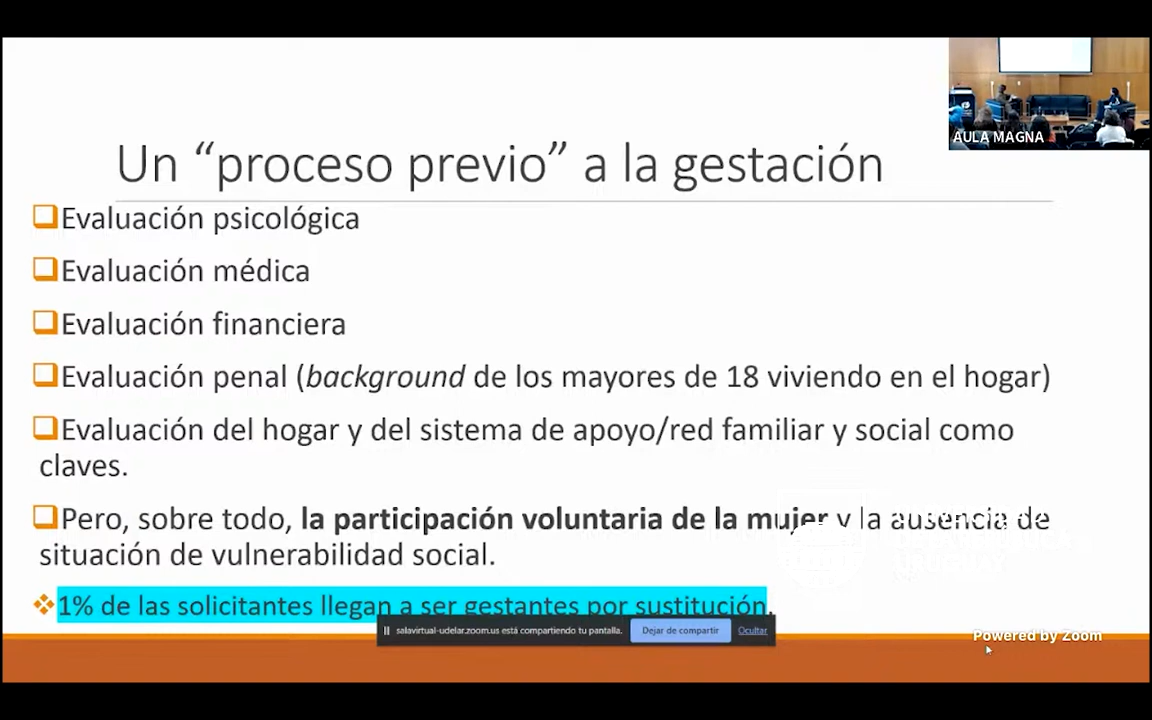 AULA MAGNA
Un “proceso previo” a la gestación
Evaluación psicológica
Evaluación médica
Evaluación financiera
Evaluación penal (background de los mayores de 18 viviendo en el hogar)
Evaluación del hogar y del sistema de apoyo/red familiar y social como
claves.
Pero, sobre todo, la participación voluntaria de la mujer y la ausencia de
situación de vulnerabilidad social.
1% de las solicitantes llegan a ser gestantes por sustitución.
salavirtual-udelar.zoom.us está compartiendo tu pantalla.
Dejar de compartir
Ocultar
URUGUAY
Powered by Zoom